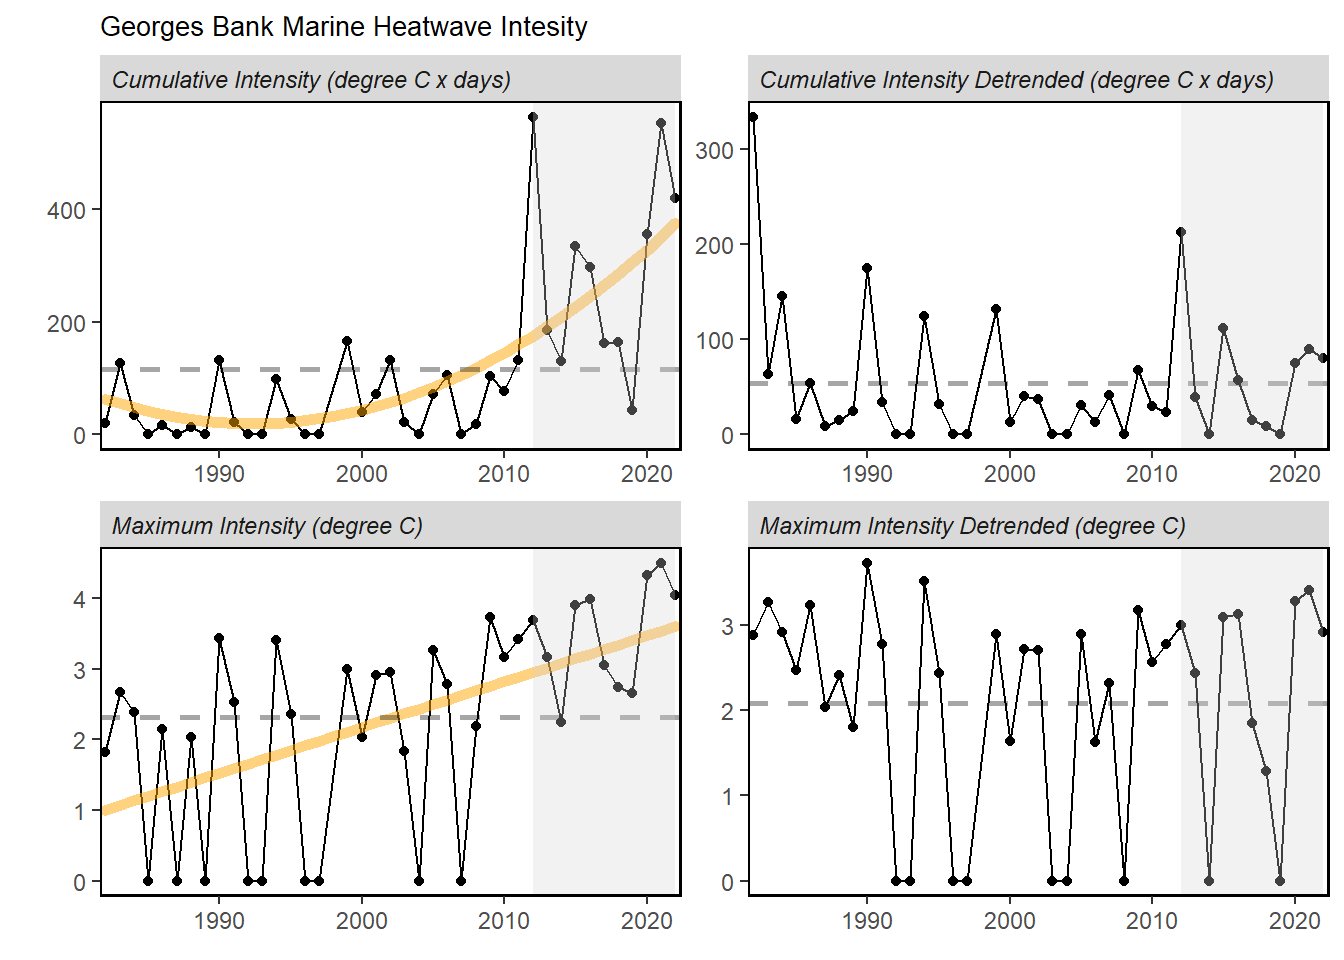 Georges Bank Marine Heatwave Intesity
Cumulative Intensity (degree C x days)
Cumulative Intensity Detrended (degree C x days)
400
200
0
1990 2000 2010 2020
300
200
100
0
1990 2000 2010 2020
Maximum Intensity (degree C)
Maximum Intensity Detrended (degree C)
4
3
2
1
0
1990 2000 2010 2020
3
2
1
0
1990 2000 2010 2020